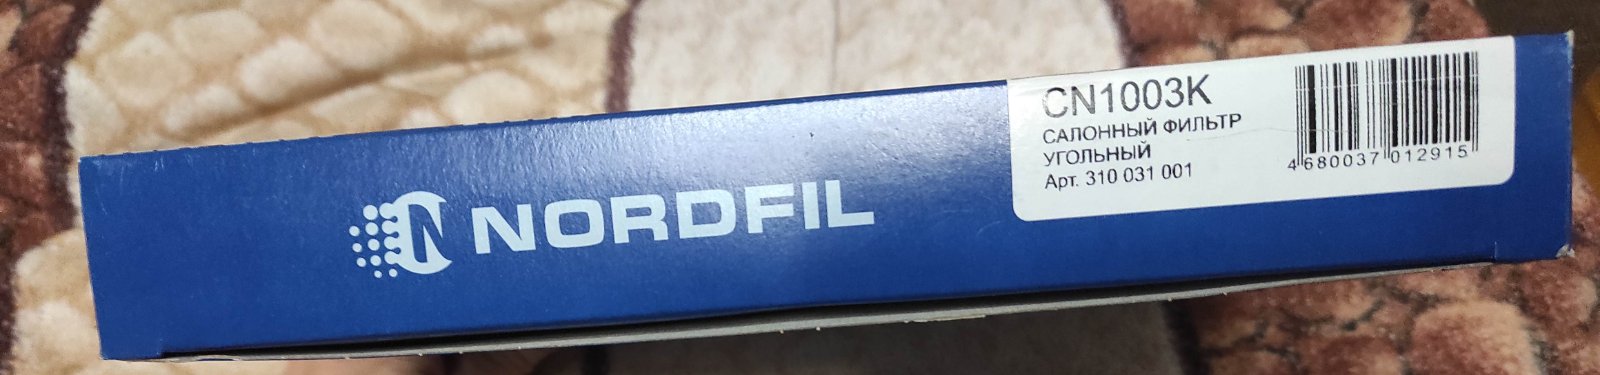 NORDFIL
CN1003K
САЛОННЫЙ ФИЛЬТР
УГОЛЬНЫЙ
Арт. 310 031 001
4 680037 012915